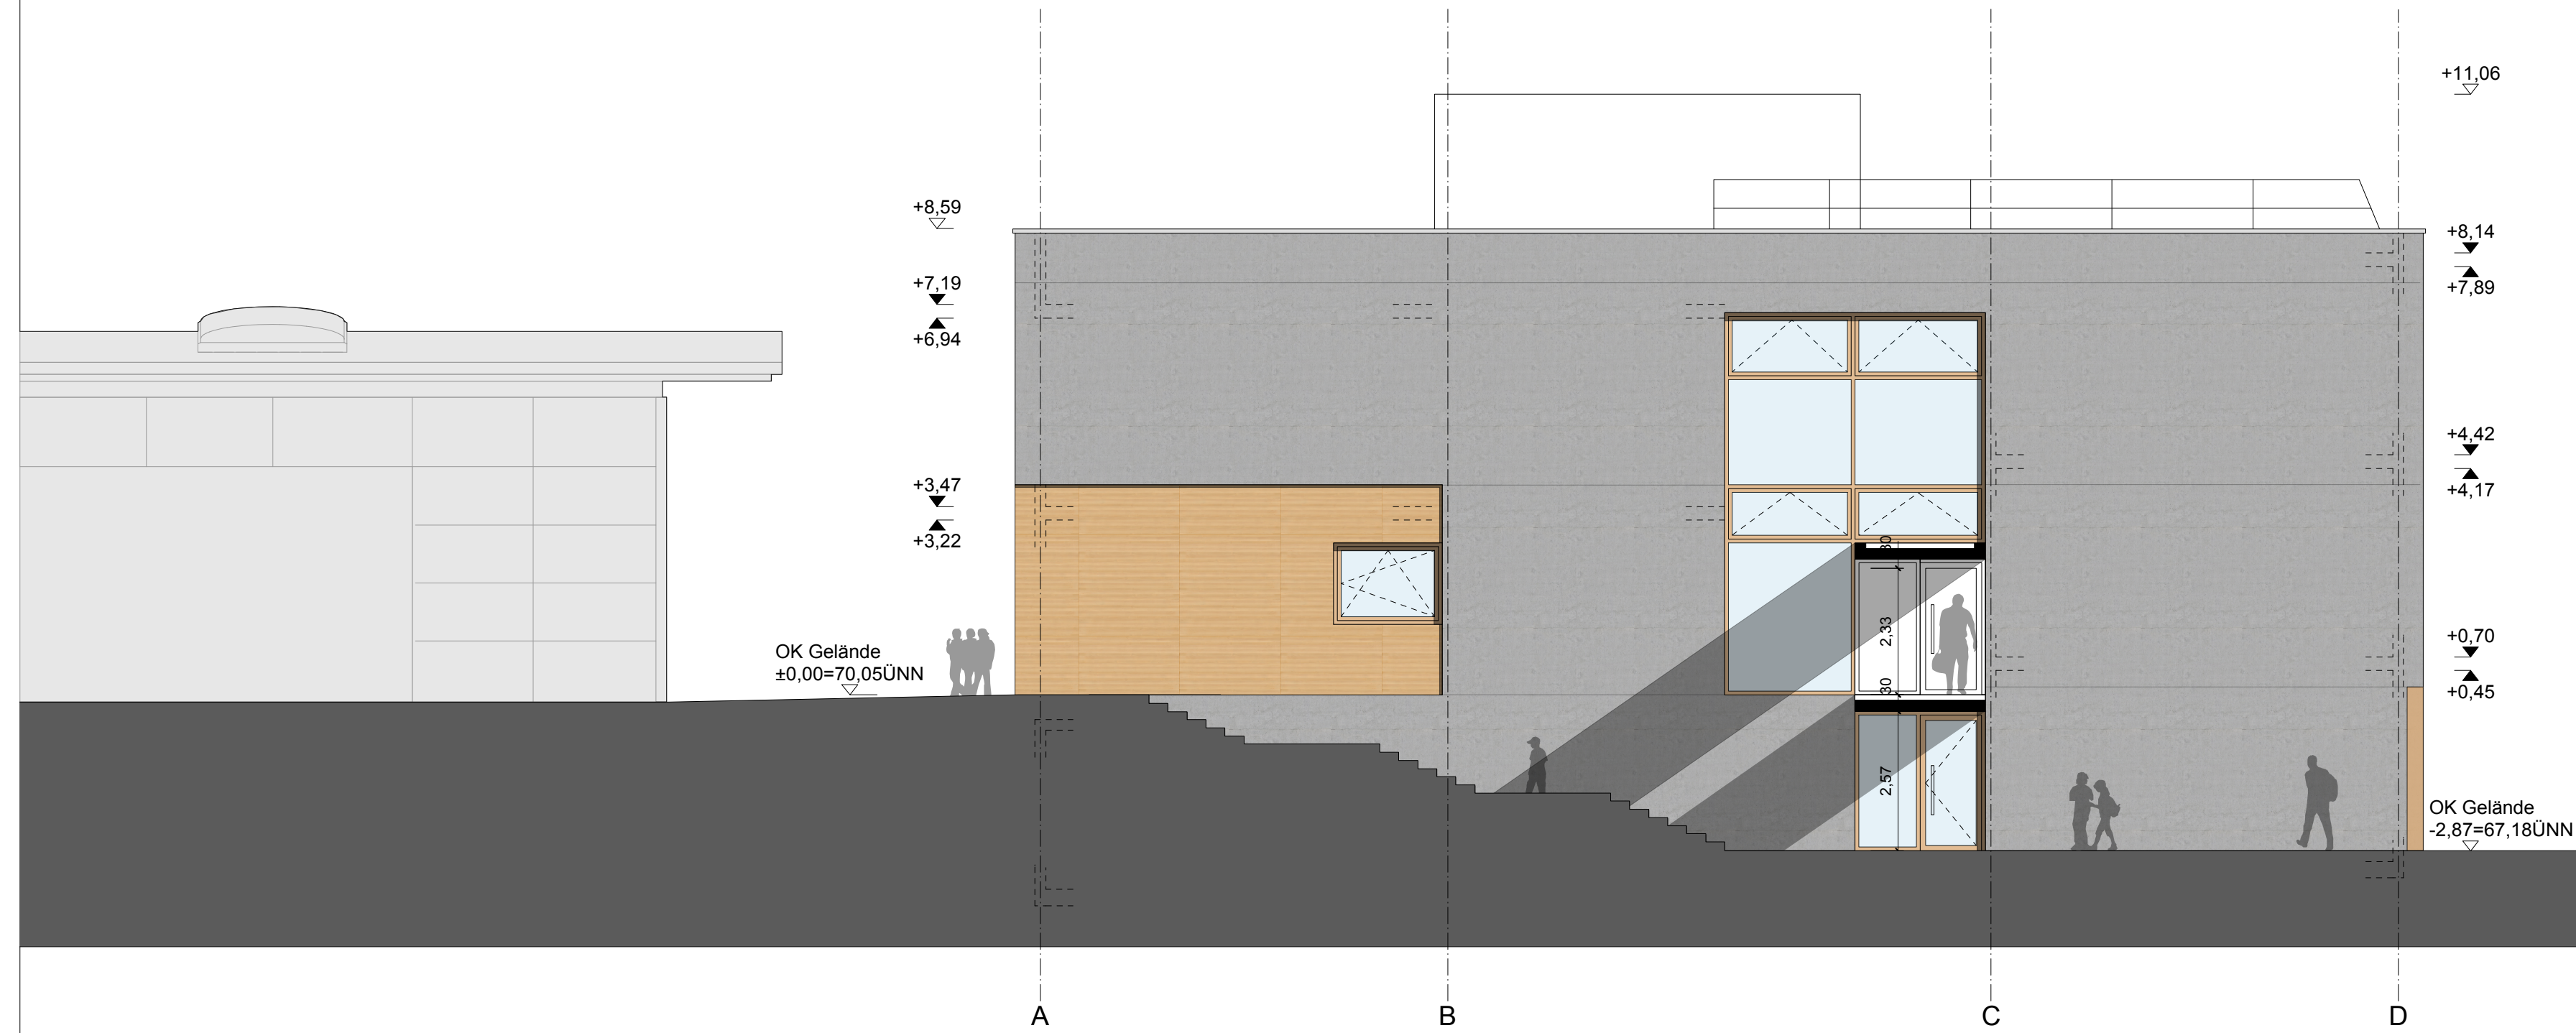 +11,06
+8,59
+8,14
+7,89
+7,19
+6,94
+4,42
+4,17
+3,47
+3,22
30
2,33
30
2,57
+0,70
+0,45
OK Gelände
±0,00=70,05ÜNN
OK Gelände
-2,87=67,18ÜNN
A
B
C
D